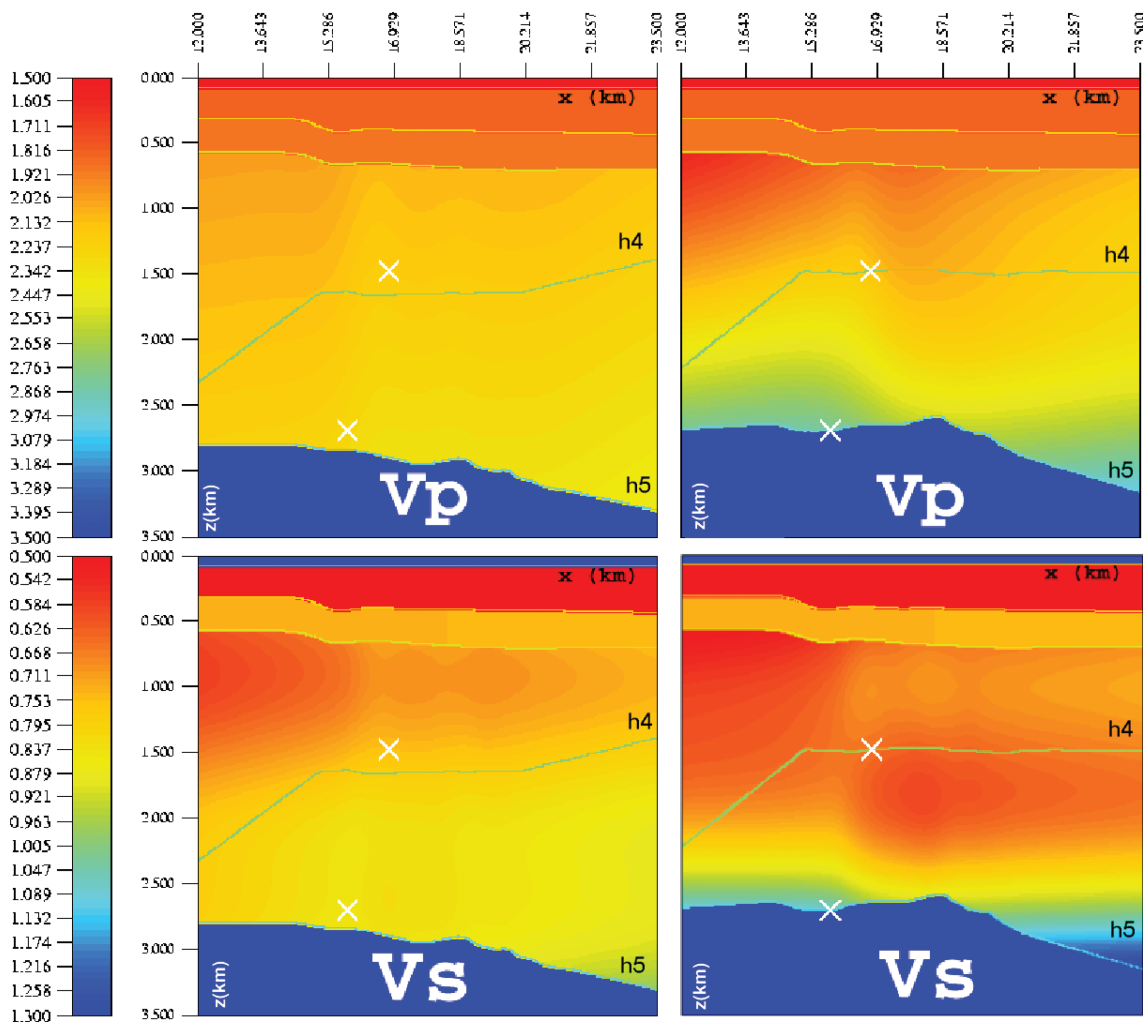 12.000 13.643 15.286 16.929 18.571 20.214 21.857 23.500
12.000 13.643 15.286 16.929 18.571 20.214 21.857 23.500
1.500
1.605
1.711
1.816
1.921
2.026
2.132
2.237
2.342
2.447
2.553
2.658
2.763
2.868
2.974
3.079
3.184
3.289
3.395
3.500
0.000
0.500
1.000
1.500
2.000
2.500
3.000
3.500
x (km)
h4
h5
Vp
z(km)
x (km)
h4
h5
Vp
z(km)
0.500
0.542
0.584
0.626
0.668
0.711
0.753
0.795
0.837
0.879
0.921
0.963
1.005
1.047
1.089
1.132
1.174
1.216
1.258
1.300
0.000
0.500
1.000
1.500
2.000
2.500
3.000
3.500
x (km)
h4
h5
Vs
z(km)
x (km)
h4
h5
Vs
z(km)